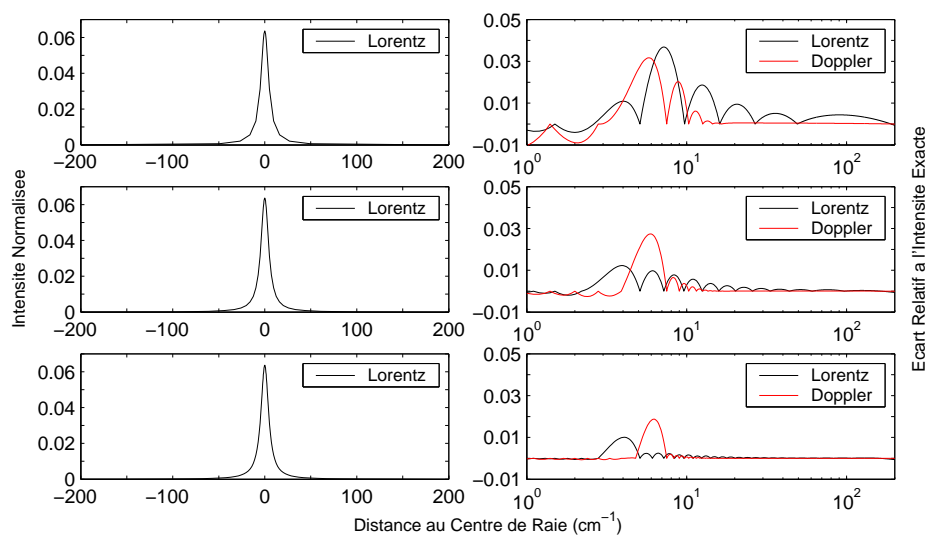 Intensite Normalisee
0.06
0.04
0.02
0
−200 −100 0 100 200
Lorentz
0.06
0.04
0.02
0
−200 −100 0 100 200
Lorentz
0.06
0.04
0.02
0
−200 −100 0 100 200
Lorentz
0.05
0.03
0.01
−0.01
10^0 10^1 10^2
Lorentz
Doppler
0.05
0.03
0.01
−0.01
10^0 10^1 10^2
Lorentz
Doppler
0.05
0.03
0.01
−0.01
10^0 10^1 10^2
Lorentz
Doppler
Ecart Relatif a l'Intensite Exacte
Distance au Centre de Raie (cm^−1)